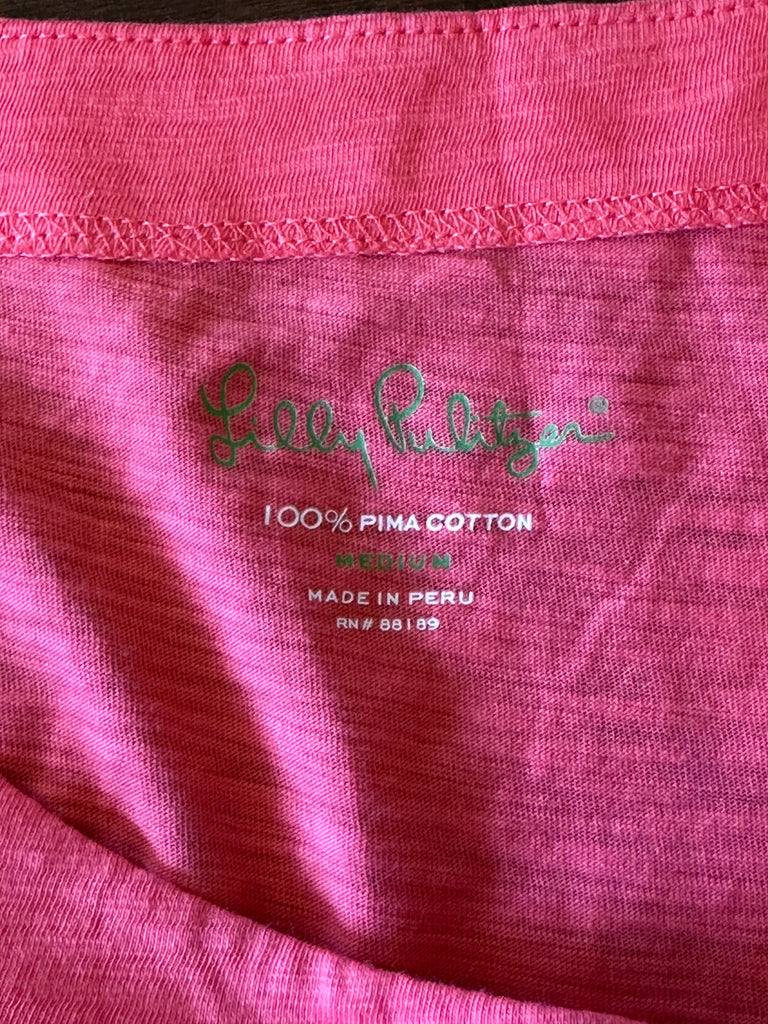 Lilly Pulitzer®
100% PIMA COTTON
MEDIUM
MADE IN PERU
RN# 88189